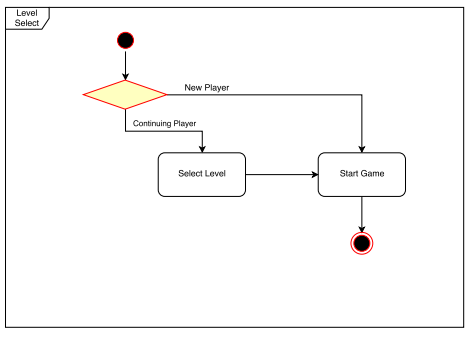 Level
Select
New Player
Continuing Player
Select Level
Start Game